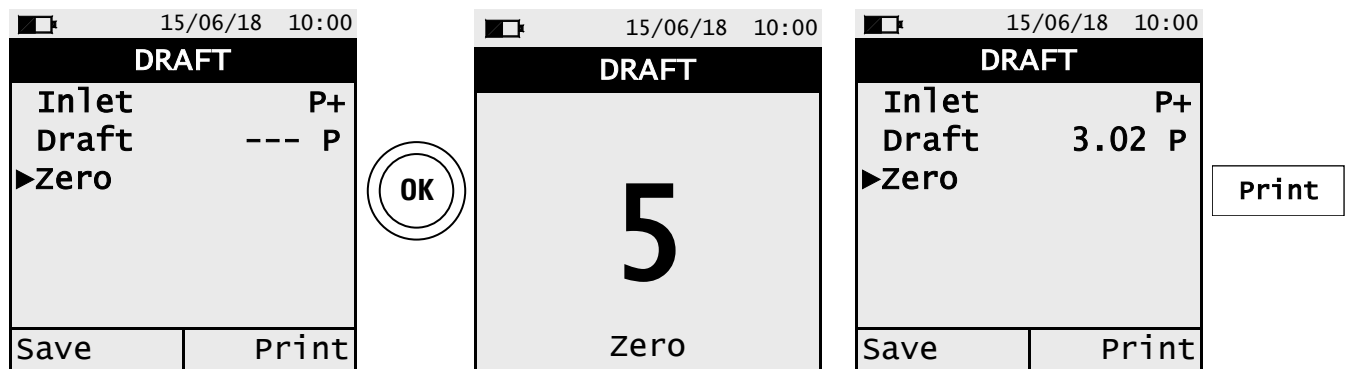 15/06/18 10:00
DRAFT
Inlet P+
Draft --- P
►Zero
Save Print
OK
15/06/18 10:00
DRAFT
5
Zero
15/06/18 10:00
DRAFT
Inlet P+
Draft 3.02 P
►Zero
Save Print
Print